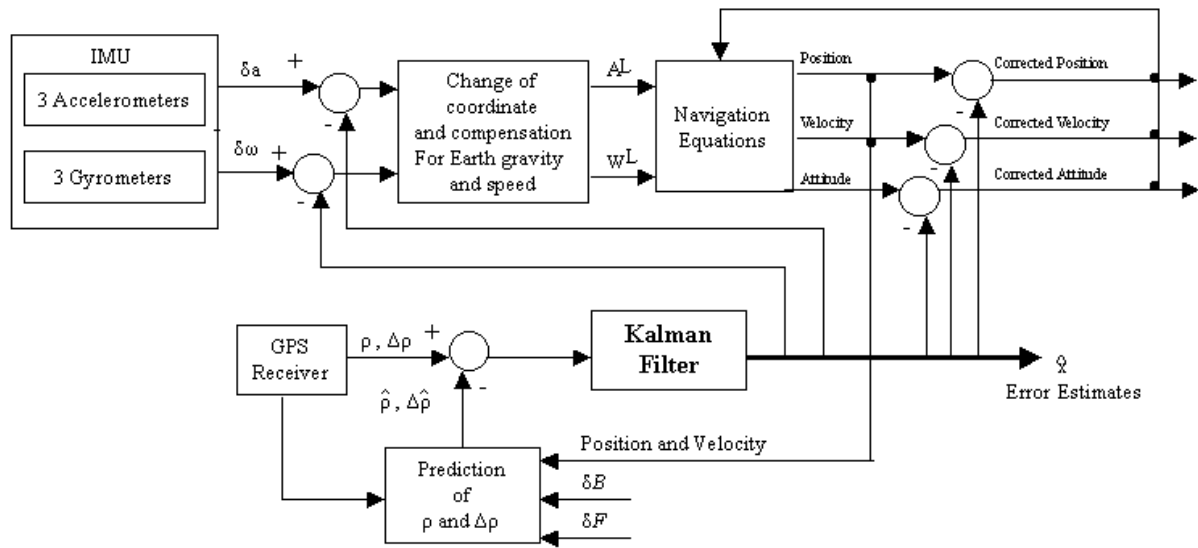 IMU
3 Accelerometers
3 Gyrometers
δa
+
-
δω
+
-
Change of
coordinate
and compensation
For Earth gravity
and speed
A^L
W^L
Navigation
Equations
Position
Velocity
Attitude
-
-
-
Corrected Position
Corrected Velocity
Corrected Attitude
GPS
Receiver
ρ , Δρ
+
-
ρ̂ , Δρ̂
Kalman
Filter
Error Estimates
Prediction
of
ρ and Δρ
Position and Velocity
δB
δF